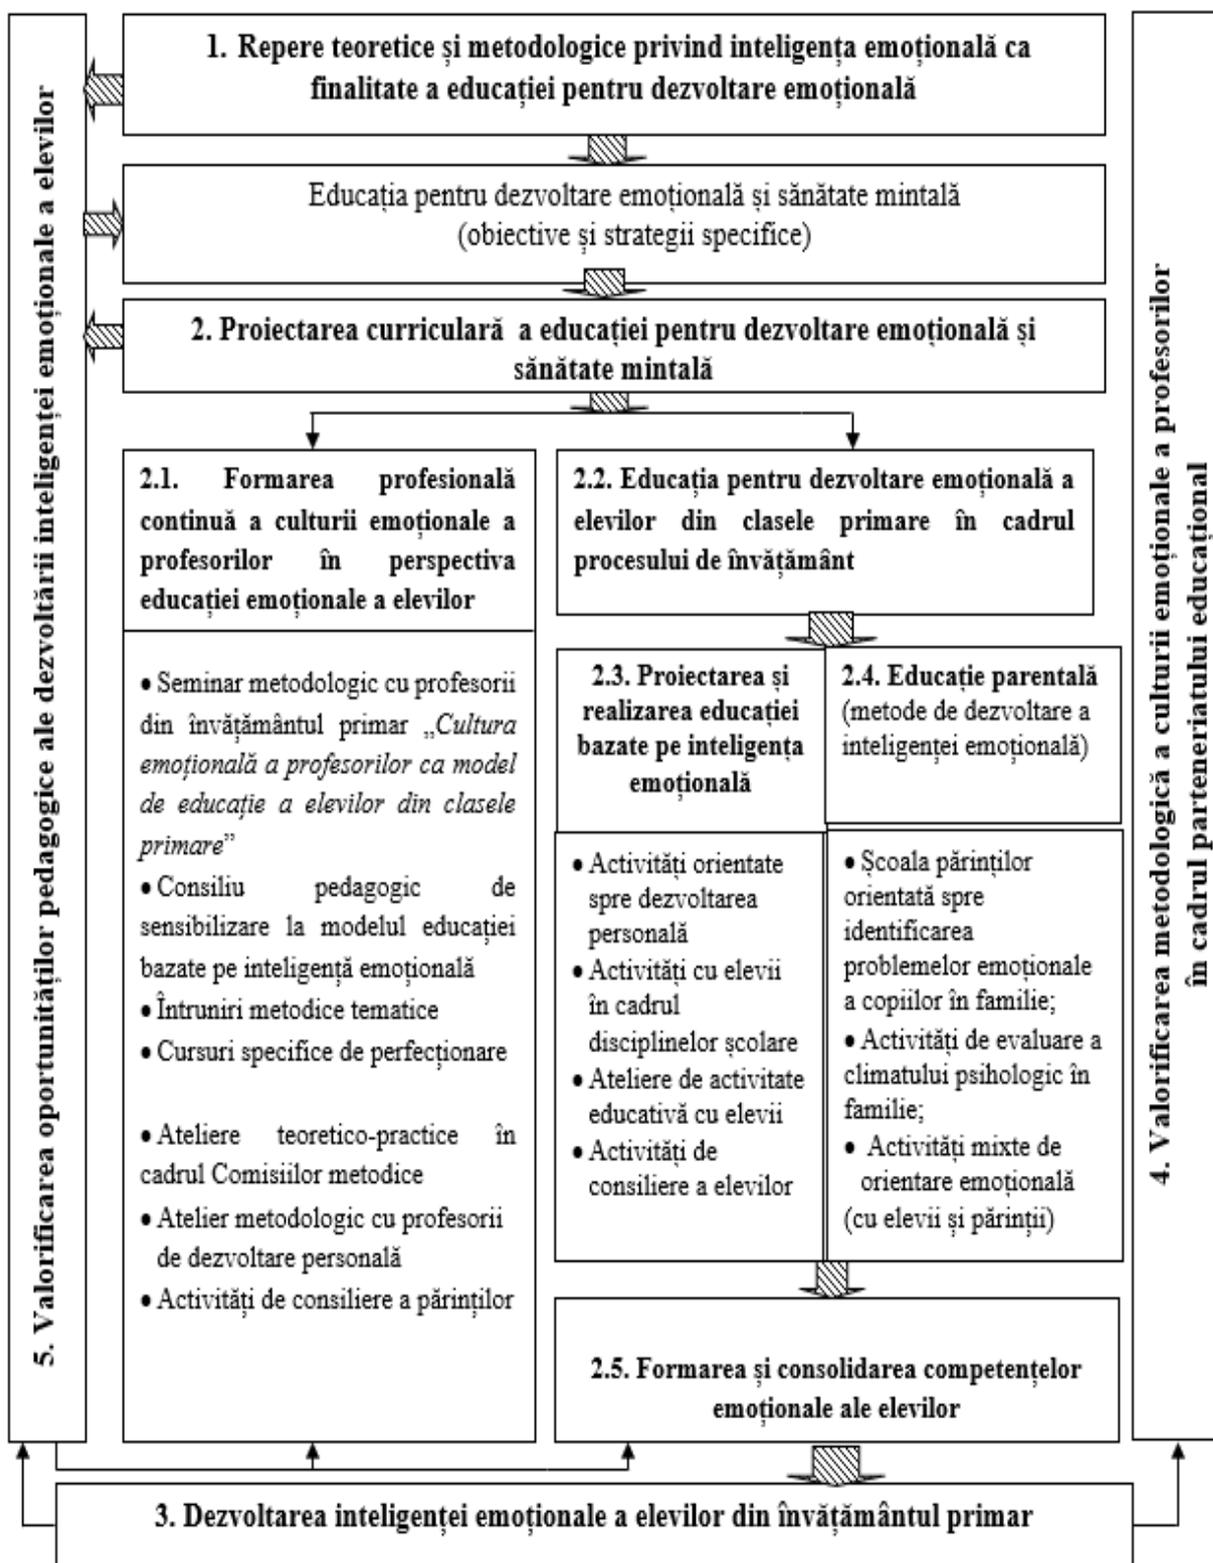 1. Repere teoretice și metodologice privind inteligența emoțională ca
finalitate a educației pentru dezvoltare emoțională
Educația pentru dezvoltare emoțională și sănătate mintală
(obiective și strategii specifice)
2. Proiectarea curriculară a educației pentru dezvoltare emoțională și
sănătate mintală
2.1. Formarea profesională
continuă a culturii emoționale a
profesorilor în perspectiva
educației emoționale a elevilor
• Seminar metodologic cu profesorii
din învățământul primar „Cultura
emoțională a profesorilor ca model
de educație a elevilor din clasele
primare”
• Consiliu pedagogic de
sensibilizare la modelul educației
bazate pe inteligență emoțională
• Întruniri metodice tematice
• Cursuri specifice de perfecționare
• Ateliere teoretico-practice în
cadrul Comisiilor metodice
• Atelier metodologic cu profesorii
de dezvoltare personală
• Activități de consiliere a părinților
2.2. Educația pentru dezvoltare emoțională a
elevilor din clasele primare în cadrul
procesului de învățământ
2.3. Proiectarea și
realizarea educației
bazate pe inteligența
emoțională
• Activități orientate
spre dezvoltarea
personală
• Activități cu elevii
în cadrul
disciplinelor școlare
• Ateliere de activitate
educativă cu elevii
• Activități de
consiliere a elevilor
2.4. Educație parentală
(metode de dezvoltare a
inteligenței emoțională)
• Școala părinților
orientată spre
identificarea
problemelor emoționale
a copiilor în familie;
• Activități de evaluare a
climatului psihologic în
familie;
• Activități mixte de
orientare emoțională
(cu elevii și părinții)
2.5. Formarea și consolidarea competențelor
emoționale ale elevilor
3. Dezvoltarea inteligenței emoționale a elevilor din învățământul primar
4. Valorificarea metodologică a culturii emoționale a profesorilor
în cadrul parteneriatului educațional
5. Valorificarea oportunităților pedagogice ale dezvoltării inteligenței emoționale a elevilor